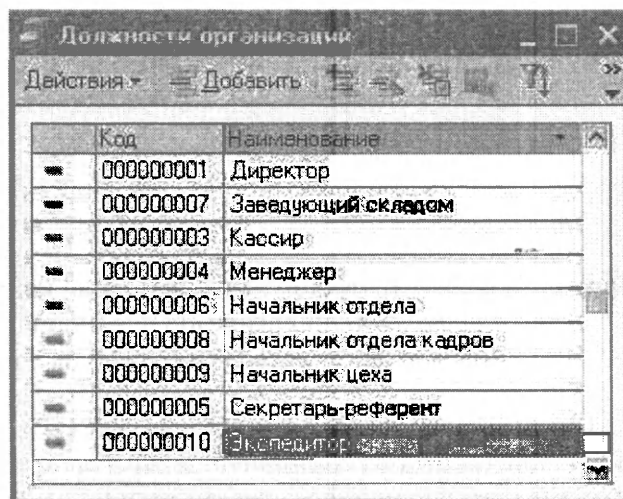 Должности организаций
Действия Добавить
Код Наименование
000000001 Директор
000000007 Заведующий складом
000000003 Кассир
000000004 Менеджер
000000006 Начальник отдела
000000008 Начальник отдела кадров
000000009 Начальник цеха
000000005 Секретарь-референт
000000010 Экспедитор